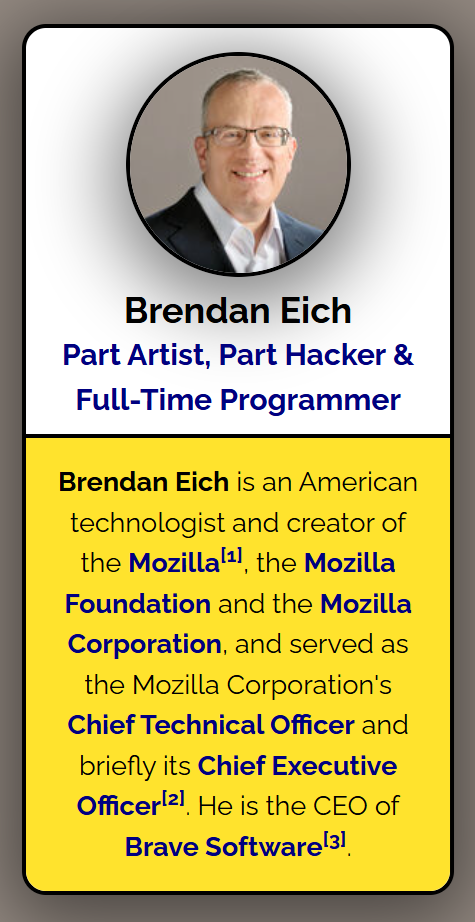 Brendan Eich
Part Artist, Part Hacker &
Full-Time Programmer
Brendan Eich is an American
technologist and creator of
the Mozilla[1], the Mozilla
Foundation and the Mozilla
Corporation, and served as
the Mozilla Corporation's
Chief Technical Officer and
briefly its Chief Executive
Officer[2]. He is the CEO of
Brave Software[3].